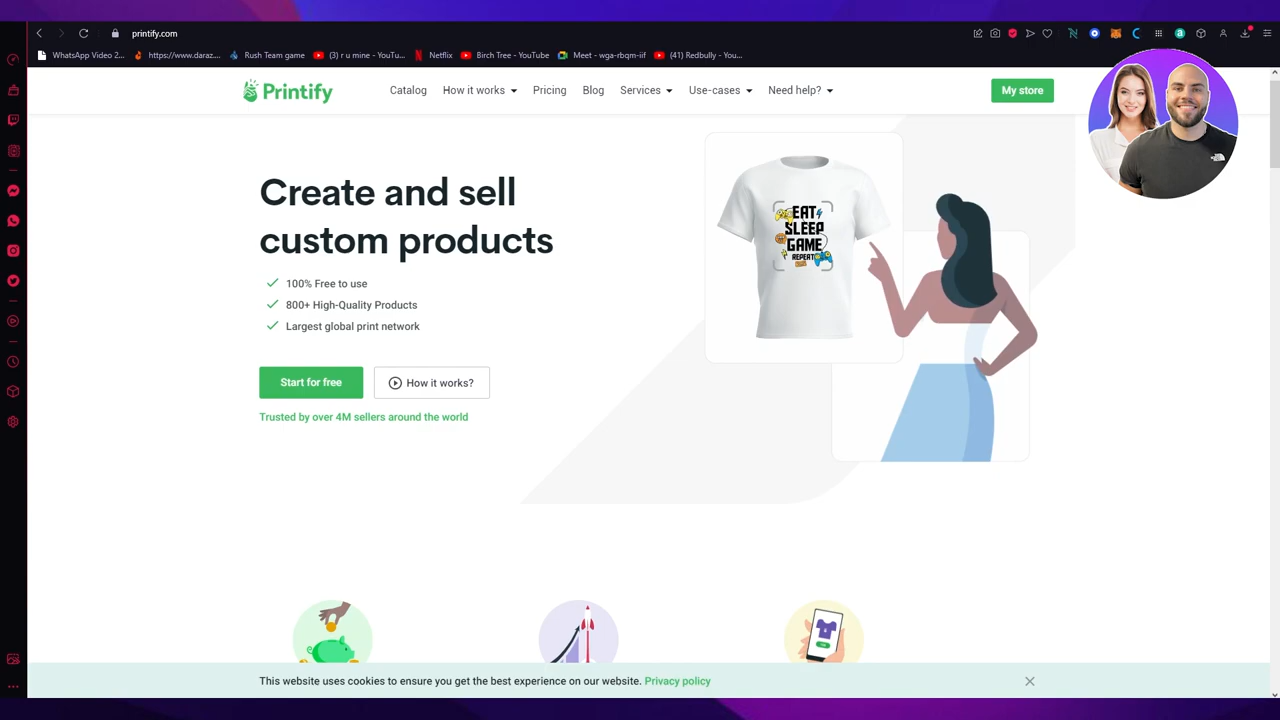 printify.com
WhatsApp Video 2...
https://www.daraz....
Rush Team game
(3) r u mine - YouTu...
Netflix
Birch Tree - YouTube
Meet - wga-rbqm-iif
(41) Redbully - You...
Printify
Catalog
How it works
Pricing
Blog
Services
Use-cases
Need help?
My store
Create and sell
custom products
100% Free to use
800+ High-Quality Products
Largest global print network
Start for free
How it works?
Trusted by over 4M sellers around the world
EAT
SLEEP
GAME
REPEAT
This website uses cookies to ensure you get the best experience on our website. Privacy policy